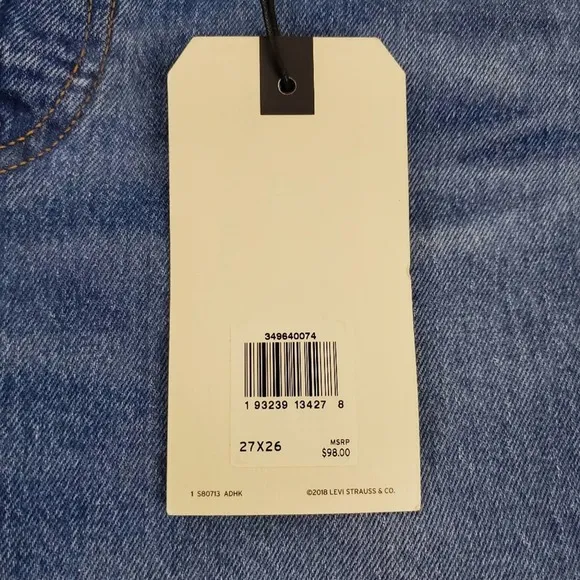 349640074
1 93239 13427 8
27X26
MSRP
$98.00
1 S80713 ADHK
©2018 LEVI STRAUSS & CO.